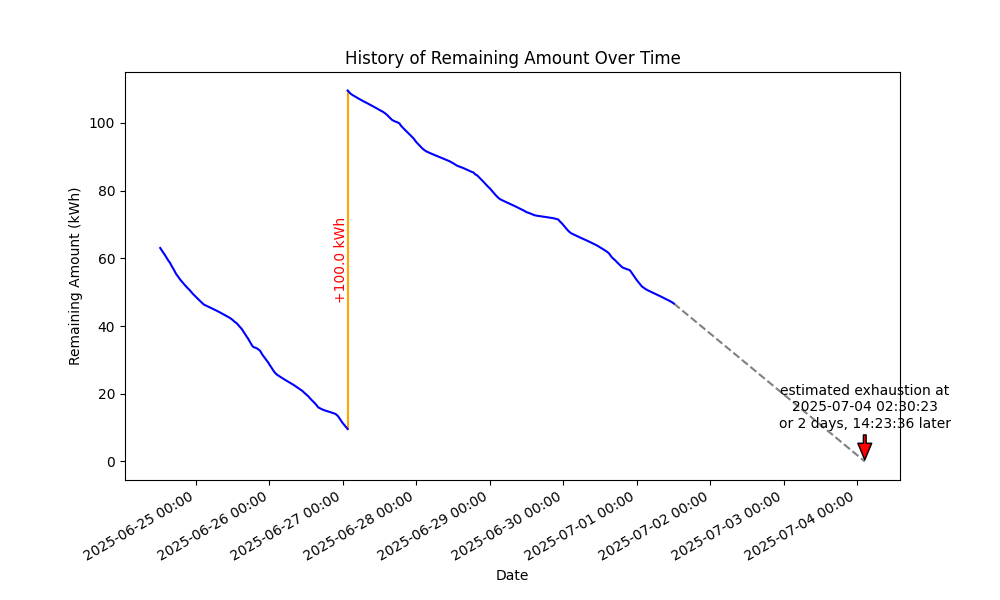 History of Remaining Amount Over Time
Remaining Amount (kWh)
100
80
60
40
20
0
+100.0 kWh
estimated exhaustion at
2025-07-04 02:30:23
or 2 days, 14:23:36 later
2025-06-25 00:00
2025-06-26 00:00
2025-06-27 00:00
2025-06-28 00:00
2025-06-29 00:00
2025-06-30 00:00
2025-07-01 00:00
2025-07-02 00:00
2025-07-03 00:00
2025-07-04 00:00
Date